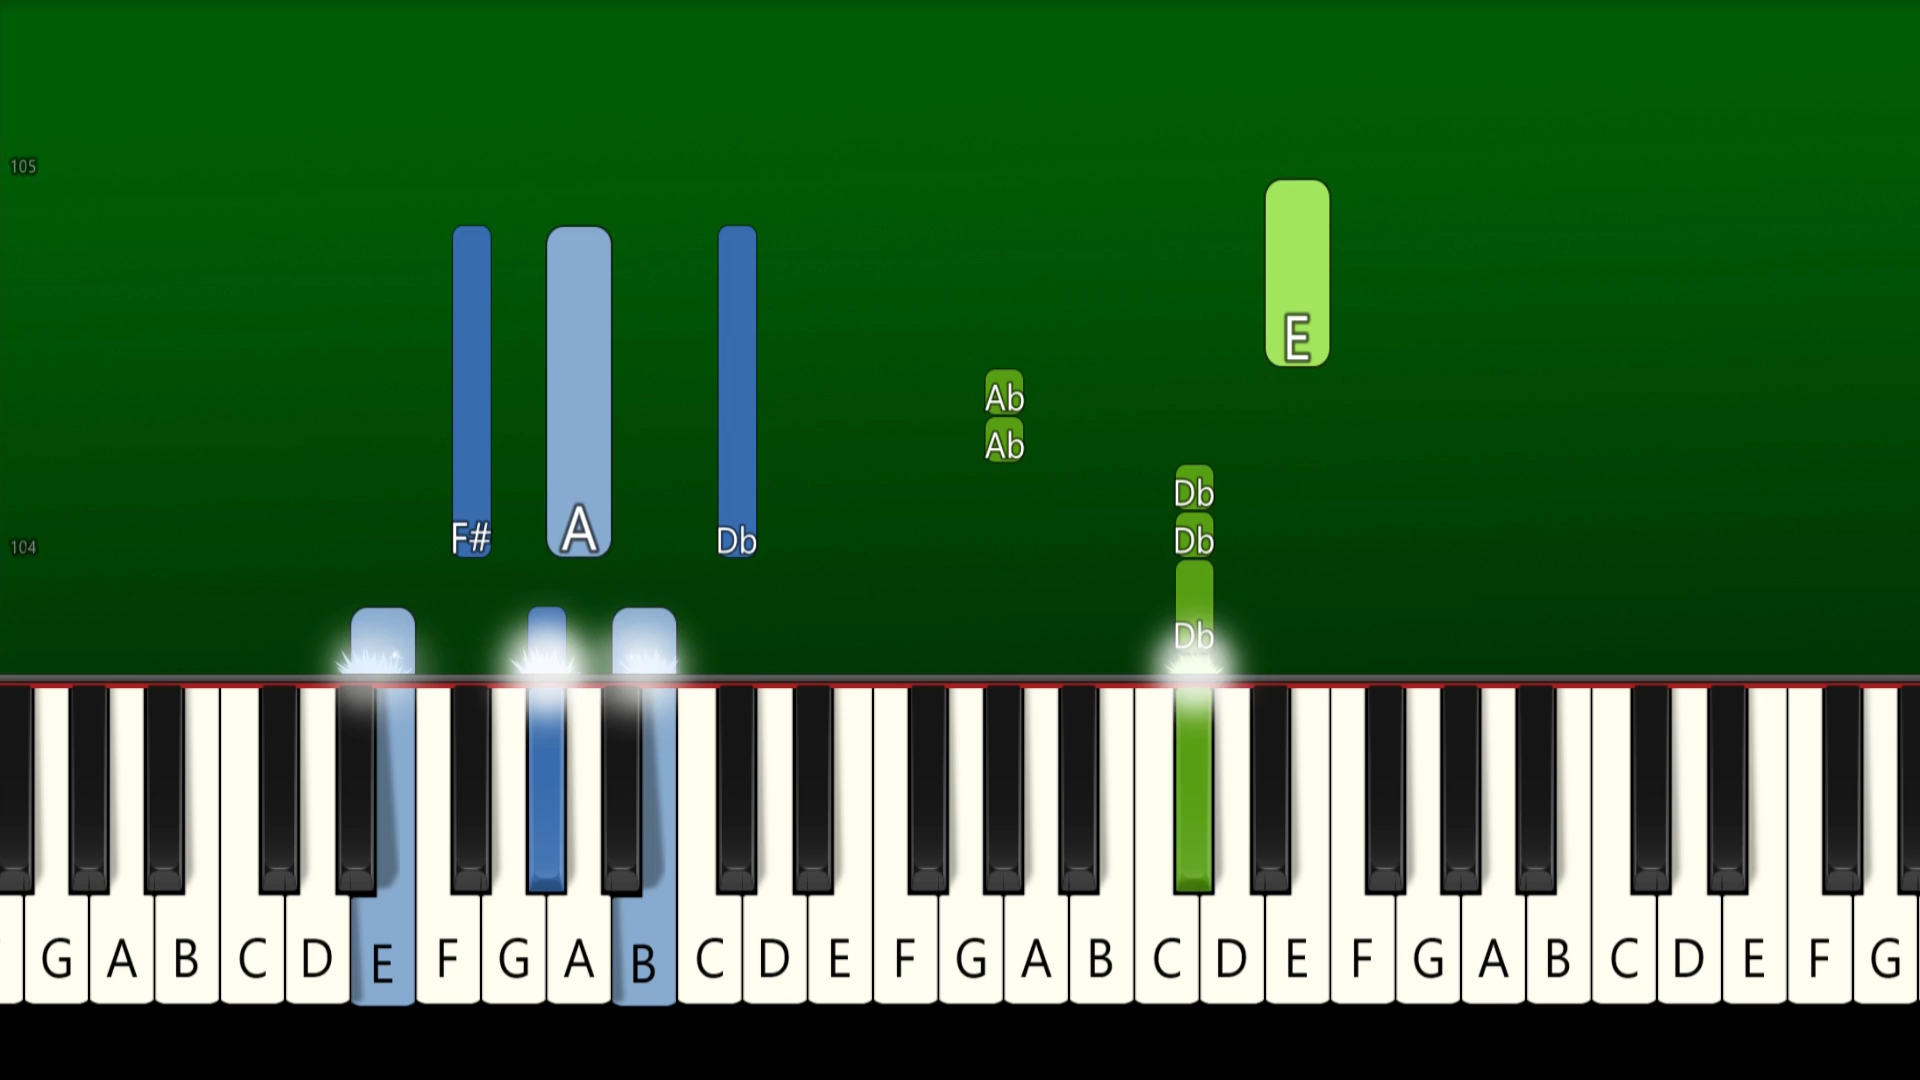 105
E
Ab
Ab
Db
F# A Db Db
104
Db
G A B C D E F G A B C D E F G A B C D E F G A B C D E F G